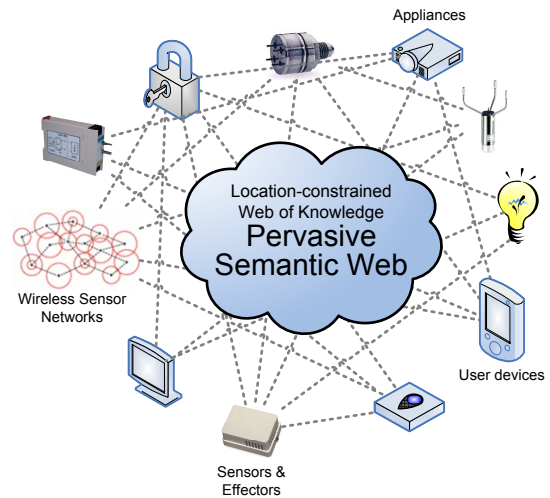 Appliances
Location-constrained
Web of Knowledge
Pervasive
Semantic Web
Wireless Sensor
Networks
User devices
Sensors &
Effectors